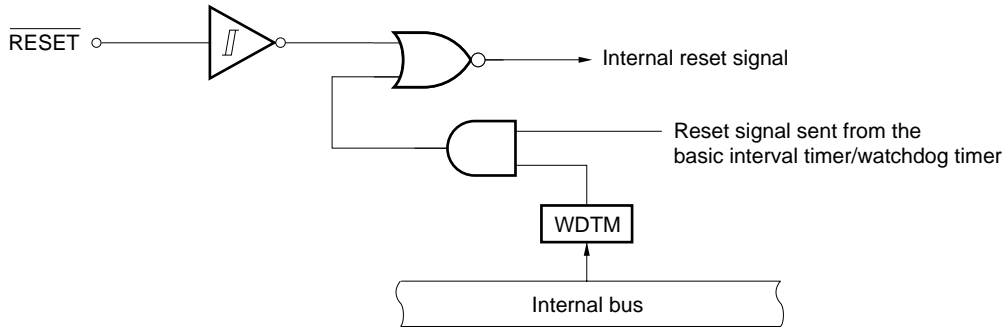 RESET
Internal reset signal
Reset signal sent from the
basic interval timer/watchdog timer
WDTM
Internal bus